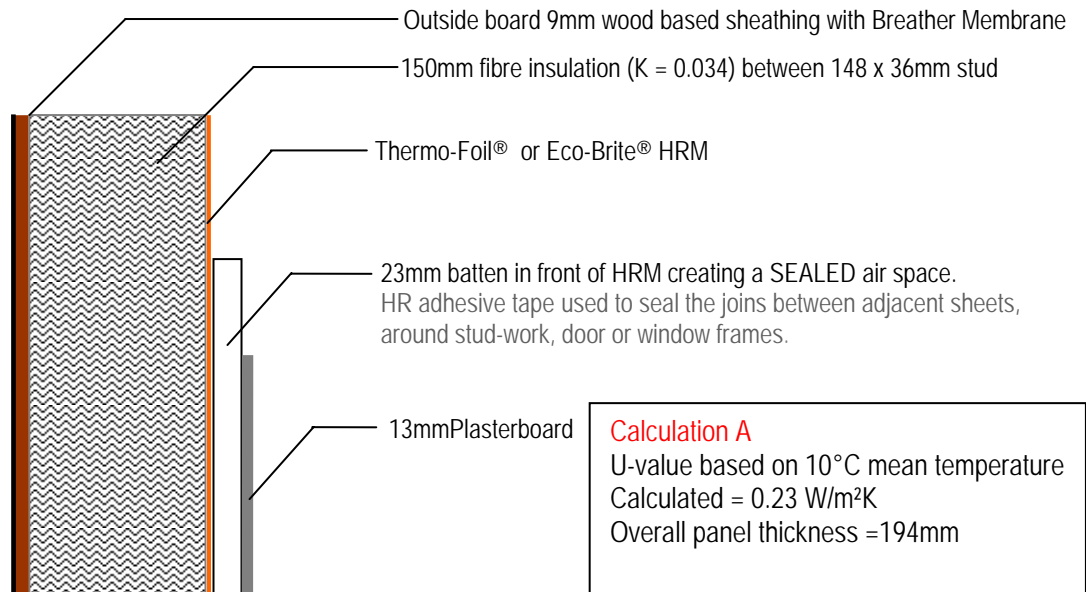 Outside board 9mm wood based sheathing with Breather Membrane
150mm fibre insulation (K = 0.034) between 148 x 36mm stud
Thermo-Foil® or Eco-Brite® HRM
23mm batten in front of HRM creating a SEALED air space.
HR adhesive tape used to seal the joins between adjacent sheets,
around stud-work, door or window frames.
13mmPlasterboard
Calculation A
U-value based on 10°C mean temperature
Calculated = 0.23 W/m²K
Overall panel thickness =194mm